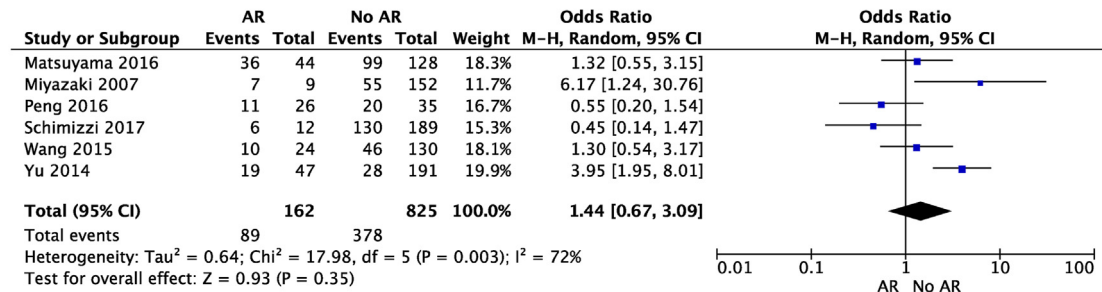 AR No AR Odds Ratio Odds Ratio
Study or Subgroup Events Total Events Total Weight M-H, Random, 95% CI M-H, Random, 95% CI
Matsuyama 2016 36 44 99 128 18.3% 1.32 [0.55, 3.15]
Miyazaki 2007 7 9 55 152 11.7% 6.17 [1.24, 30.76]
Peng 2016 11 26 20 35 16.7% 0.55 [0.20, 1.54]
Schimizzi 2017 6 12 130 189 15.3% 0.45 [0.14, 1.47]
Wang 2015 10 24 46 130 18.1% 1.30 [0.54, 3.17]
Yu 2014 19 47 28 191 19.9% 3.95 [1.95, 8.01]
Total (95% CI) 162 825 100.0% 1.44 [0.67, 3.09]
Total events 89 378
Heterogeneity: Tau² = 0.64; Chi² = 17.98, df = 5 (P = 0.003); I² = 72%
Test for overall effect: Z = 0.93 (P = 0.35)
0.01 0.1 1 10 100
AR No AR